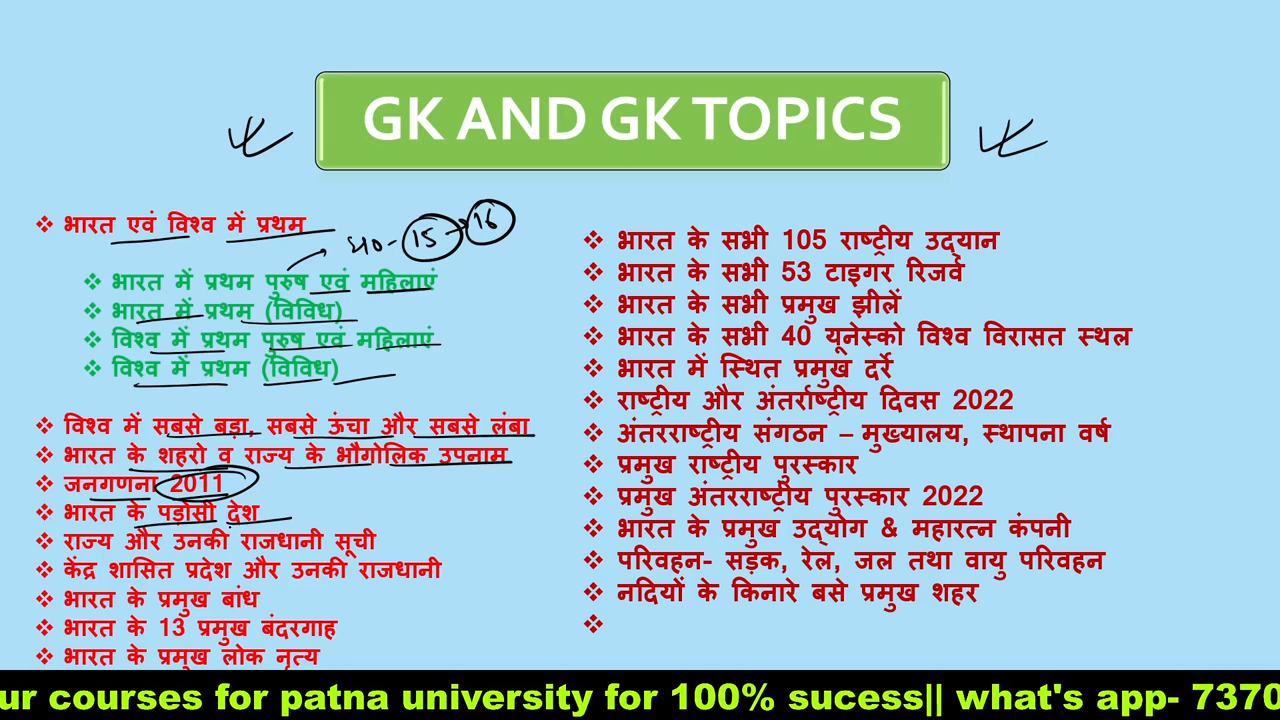 GK AND GK TOPICS
❖ भारत एवं विश्व में प्रथम
40-15→16
❖ भारत में प्रथम पुरुष एवं महिलाएं
❖ भारत में प्रथम (विविध)
❖ विश्व में प्रथम पुरुष एवं महिलाएं
❖ विश्व में प्रथम (विविध)
❖ विश्व में सबसे बड़ा, सबसे ऊंचा और सबसे लंबा
❖ भारत के शहरो व राज्य के भौगोलिक उपनाम
❖ जनगणना 2011
❖ भारत के पड़ोसी देश
❖ राज्य और उनकी राजधानी सूची
❖ केंद्र शासित प्रदेश और उनकी राजधानी
❖ भारत के प्रमुख बांध
❖ भारत के 13 प्रमुख बंदरगाह
❖ भारत के प्रमुख लोक नृत्य
❖ भारत के सभी 105 राष्ट्रीय उद्यान
❖ भारत के सभी 53 टाइगर रिजर्व
❖ भारत के सभी प्रमुख झीलें
❖ भारत के सभी 40 यूनेस्को विश्व विरासत स्थल
❖ भारत में स्थित प्रमुख दर्रे
❖ राष्ट्रीय और अंतर्राष्ट्रीय दिवस 2022
❖ अंतरराष्ट्रीय संगठन – मुख्यालय, स्थापना वर्ष
❖ प्रमुख राष्ट्रीय पुरस्कार
❖ प्रमुख अंतरराष्ट्रीय पुरस्कार 2022
❖ भारत के प्रमुख उद्योग & महारत्न कंपनी
❖ परिवहन- सड़क, रेल, जल तथा वायु परिवहन
❖ नदियों के किनारे बसे प्रमुख शहर
❖
ur courses for patna university for 100% sucess|| what's app- 7370